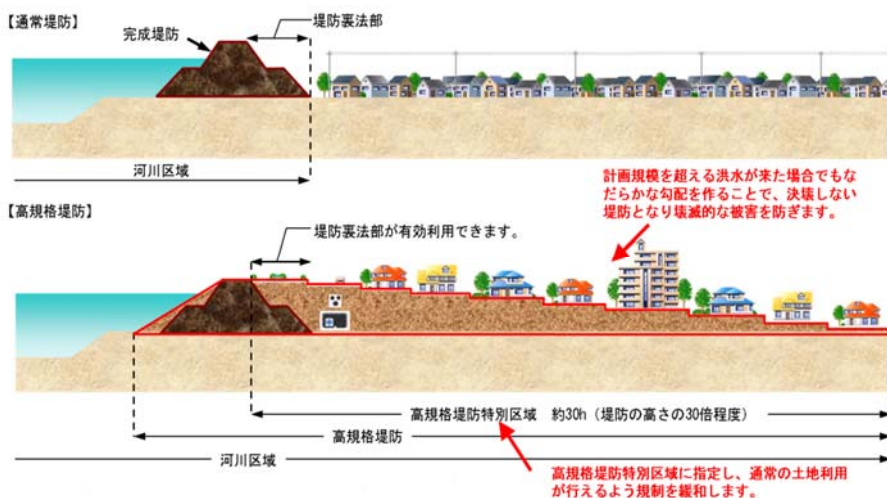 【通常堤防】
堤防裏法部
完成堤防
河川区域
計画規模を超える洪水が来た場合でもな
だらかな勾配を作ることで、決壊しない
堤防となり壊滅的な被害を防ぎます。
【高規格堤防】
堤防裏法部が有効利用できます。
高規格堤防特別区域 約30h（堤防の高さの30倍程度）
高規格堤防
河川区域
高規格堤防特別区域に指定し、通常の土地利用
が行えるよう規制を緩和します。